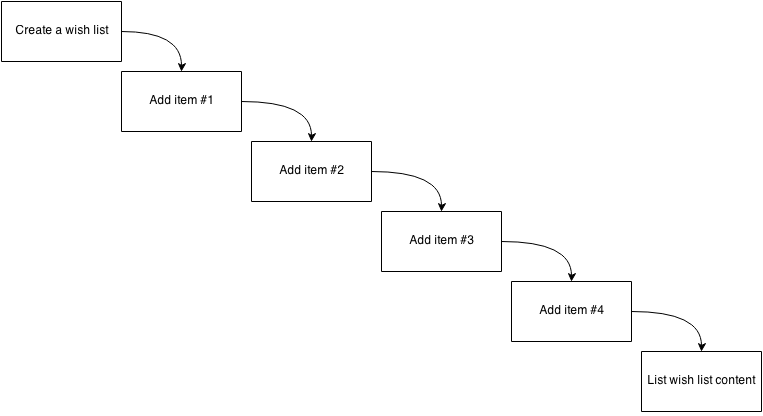 Create a wish list
Add item #1
Add item #2
Add item #3
Add item #4
List wish list content